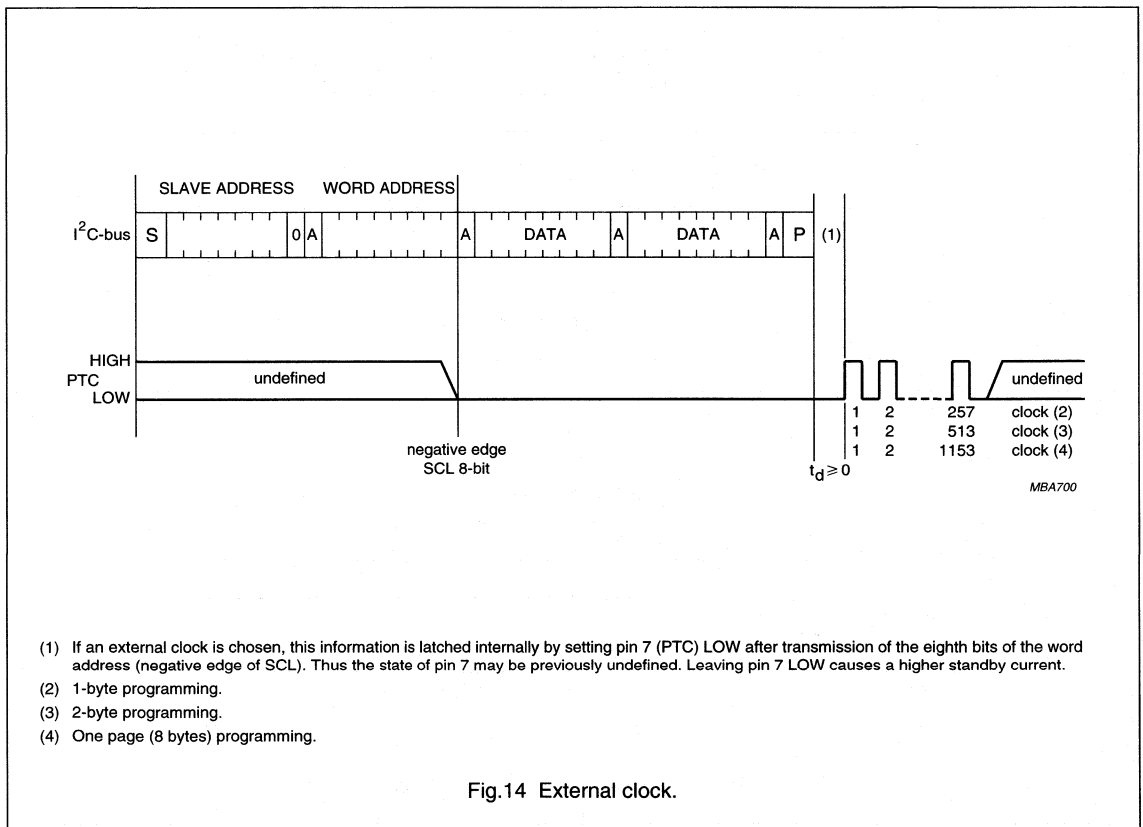 SLAVE ADDRESS WORD ADDRESS
I²C-bus S 0 A A DATA A DATA A P (1)
HIGH
PTC undefined undefined
LOW
1 2 257 clock (2)
1 2 513 clock (3)
1 2 1153 clock (4)
negative edge
SCL 8-bit
td ≥ 0
MBA700
(1) If an external clock is chosen, this information is latched internally by setting pin 7 (PTC) LOW after transmission of the eighth bits of the word
address (negative edge of SCL). Thus the state of pin 7 may be previously undefined. Leaving pin 7 LOW causes a higher standby current.
(2) 1-byte programming.
(3) 2-byte programming.
(4) One page (8 bytes) programming.
Fig.14 External clock.